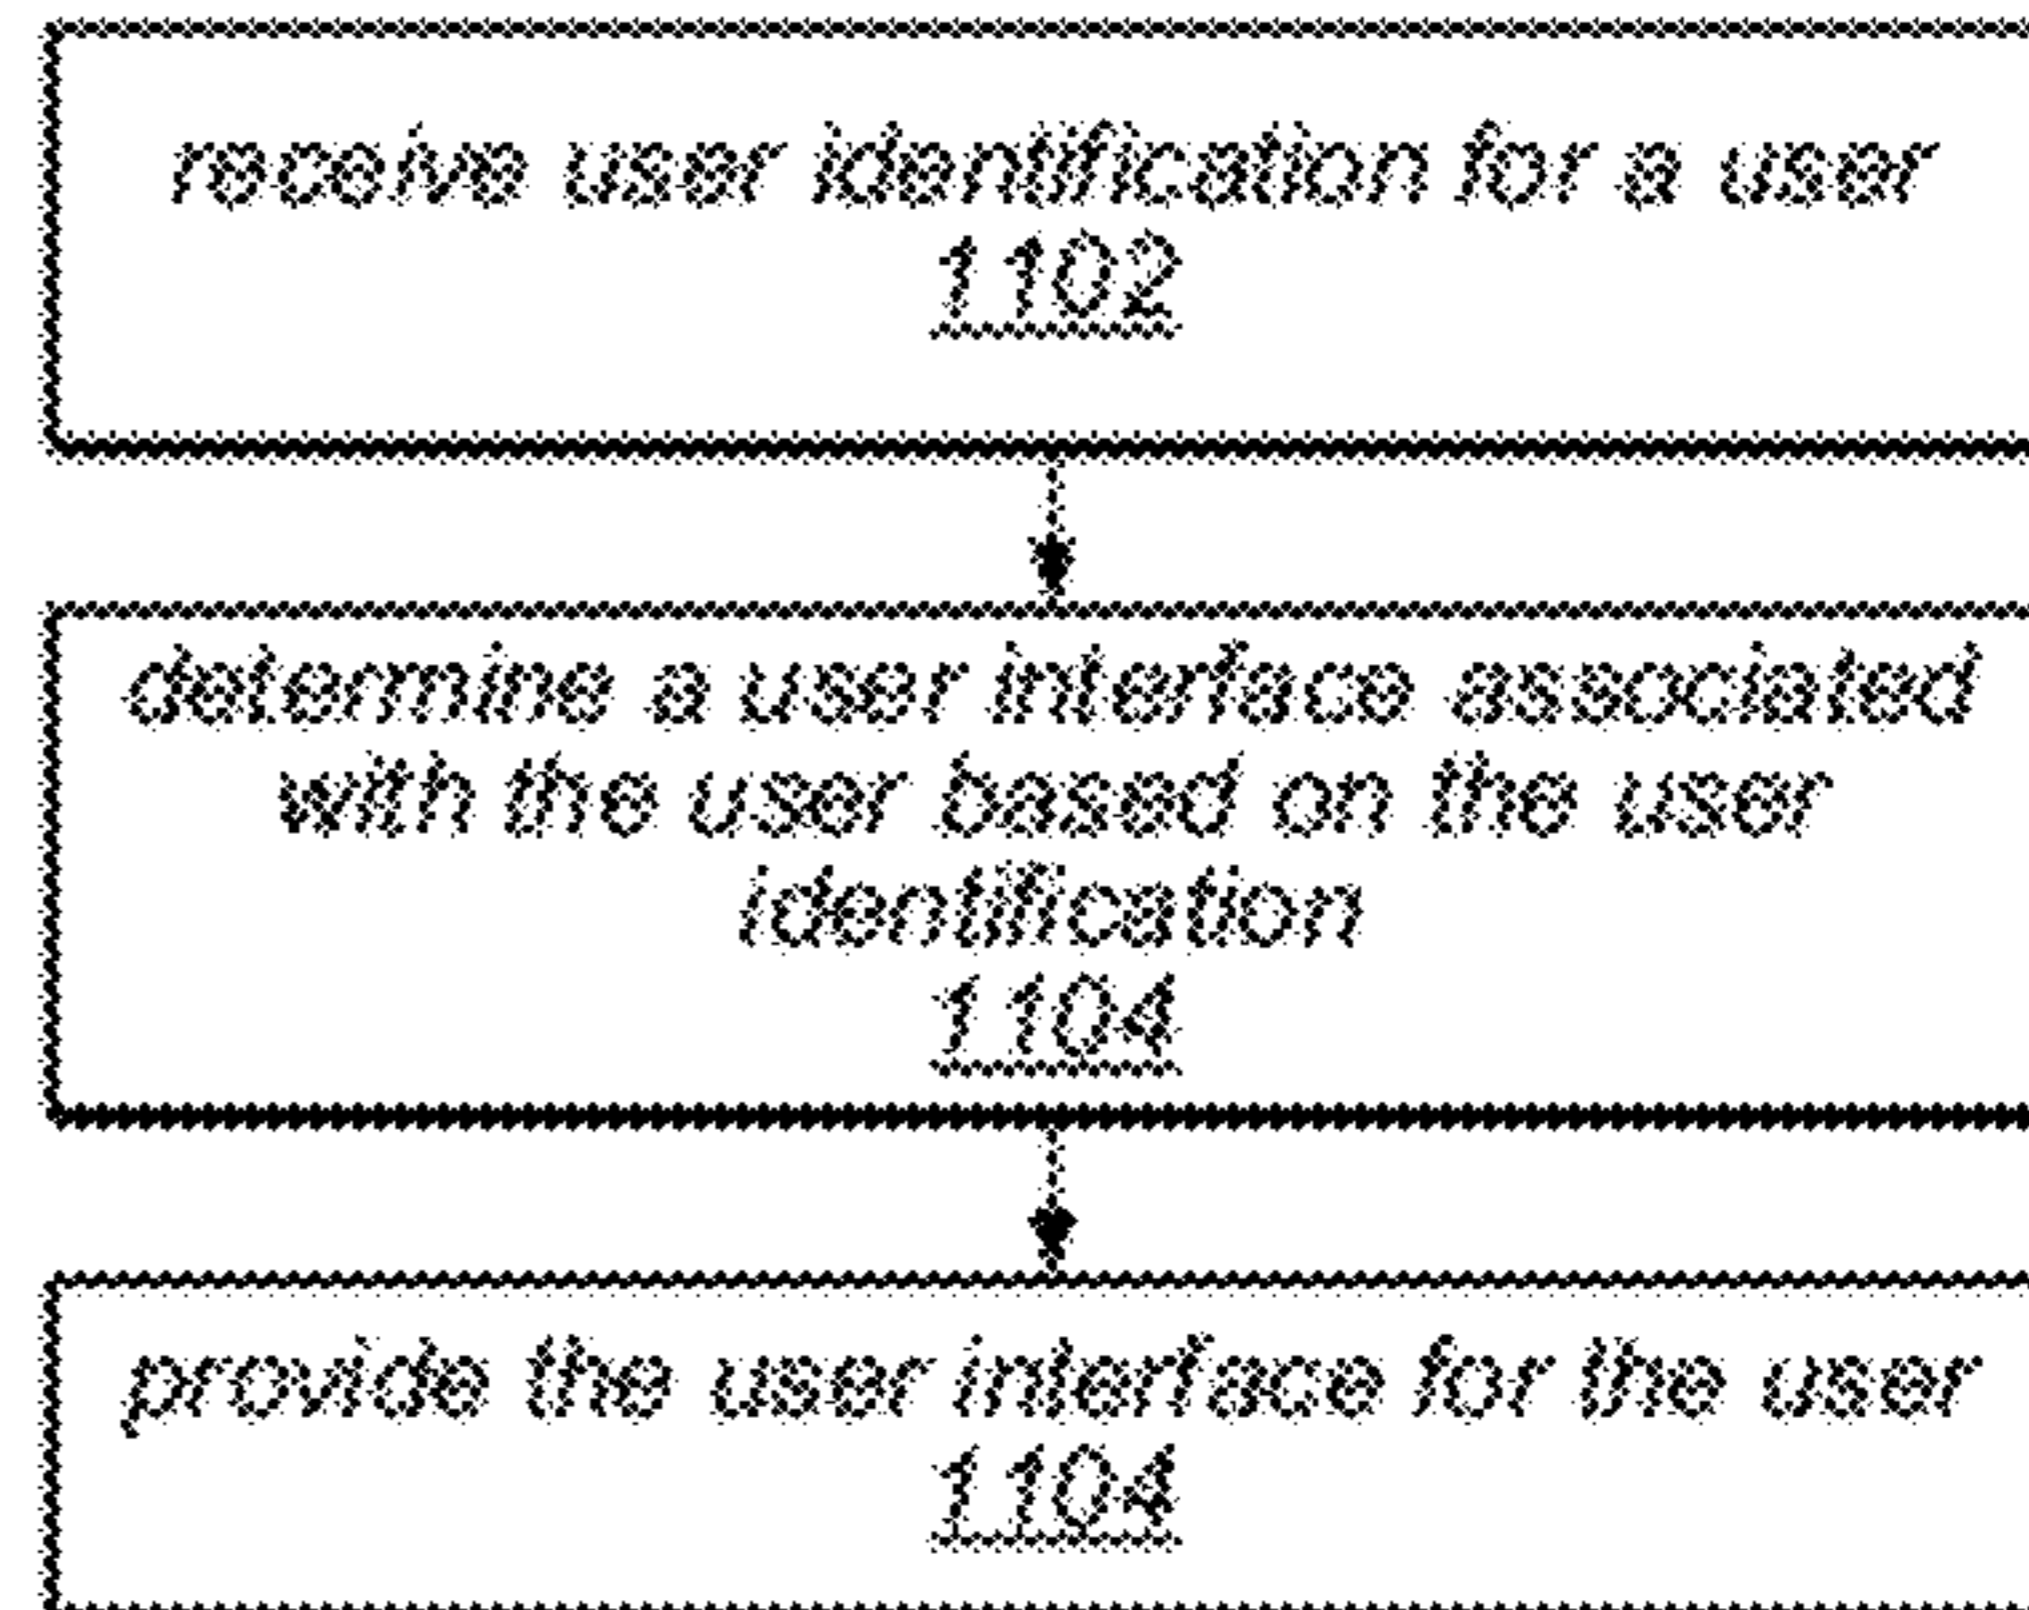 receive user identification for a user
1102
determine a user interface associated
with the user based on the user
identification
1104
provide the user interface for the user
1104